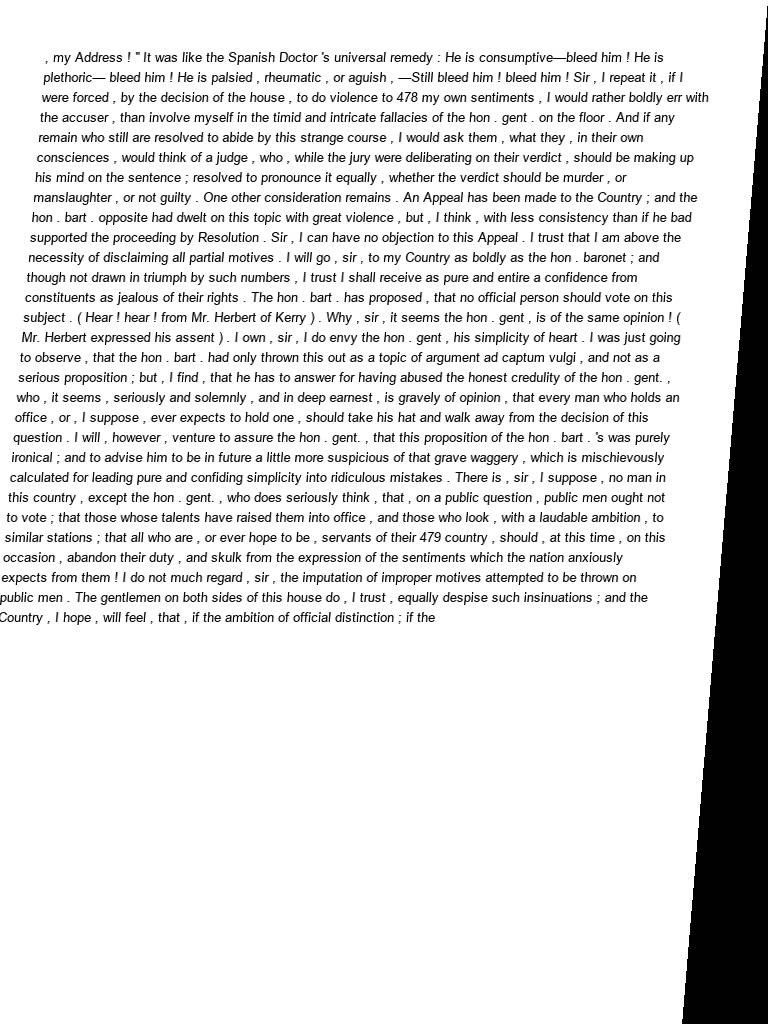 , my Address ! " It was like the Spanish Doctor 's universal remedy : He is consumptive—bleed him ! He is
plethoric— bleed him ! He is palsied , rheumatic , or aguish , —Still bleed him ! bleed him ! Sir , I repeat it , if I
were forced , by the decision of the house , to do violence to 478 my own sentiments , I would rather boldly err with
the accuser , than involve myself in the timid and intricate fallacies of the hon . gent . on the floor . And if any
remain who still are resolved to abide by this strange course , I would ask them , what they , in their own
consciences , would think of a judge , who , while the jury were deliberating on their verdict , should be making up
his mind on the sentence ; resolved to pronounce it equally , whether the verdict should be murder , or
manslaughter , or not guilty . One other consideration remains . An Appeal has been made to the Country ; and the
hon . bart . opposite had dwelt on this topic with great violence , but , I think , with less consistency than if he bad
supported the proceeding by Resolution . Sir , I can have no objection to this Appeal . I trust that I am above the
necessity of disclaiming all partial motives . I will go , sir , to my Country as boldly as the hon . baronet ; and
though not drawn in triumph by such numbers , I trust I shall receive as pure and entire a confidence from
constituents as jealous of their rights . The hon . bart . has proposed , that no official person should vote on this
subject . ( Hear ! hear ! from Mr. Herbert of Kerry ) . Why , sir , it seems the hon . gent , is of the same opinion ! (
Mr. Herbert expressed his assent ) . I own , sir , I do envy the hon . gent , his simplicity of heart . I was just going
to observe , that the hon . bart . had only thrown this out as a topic of argument ad captum vulgi , and not as a
serious proposition ; but , I find , that he has to answer for having abused the honest credulity of the hon . gent. ,
who , it seems , seriously and solemnly , and in deep earnest , is gravely of opinion , that every man who holds an
office , or , I suppose , ever expects to hold one , should take his hat and walk away from the decision of this
question . I will , however , venture to assure the hon . gent. , that this proposition of the hon . bart . 's was purely
ironical ; and to advise him to be in future a little more suspicious of that grave waggery , which is mischievously
calculated for leading pure and confiding simplicity into ridiculous mistakes . There is , sir , I suppose , no man in
this country , except the hon . gent. , who does seriously think , that , on a public question , public men ought not
to vote ; that those whose talents have raised them into office , and those who look , with a laudable ambition , to
similar stations ; that all who are , or ever hope to be , servants of their 479 country , should , at this time , on this
occasion , abandon their duty , and skulk from the expression of the sentiments which the nation anxiously
expects from them ! I do not much regard , sir , the imputation of improper motives attempted to be thrown on
public men . The gentlemen on both sides of this house do , I trust , equally despise such insinuations ; and the
Country , I hope , will feel , that , if the ambition of official distinction ; if the